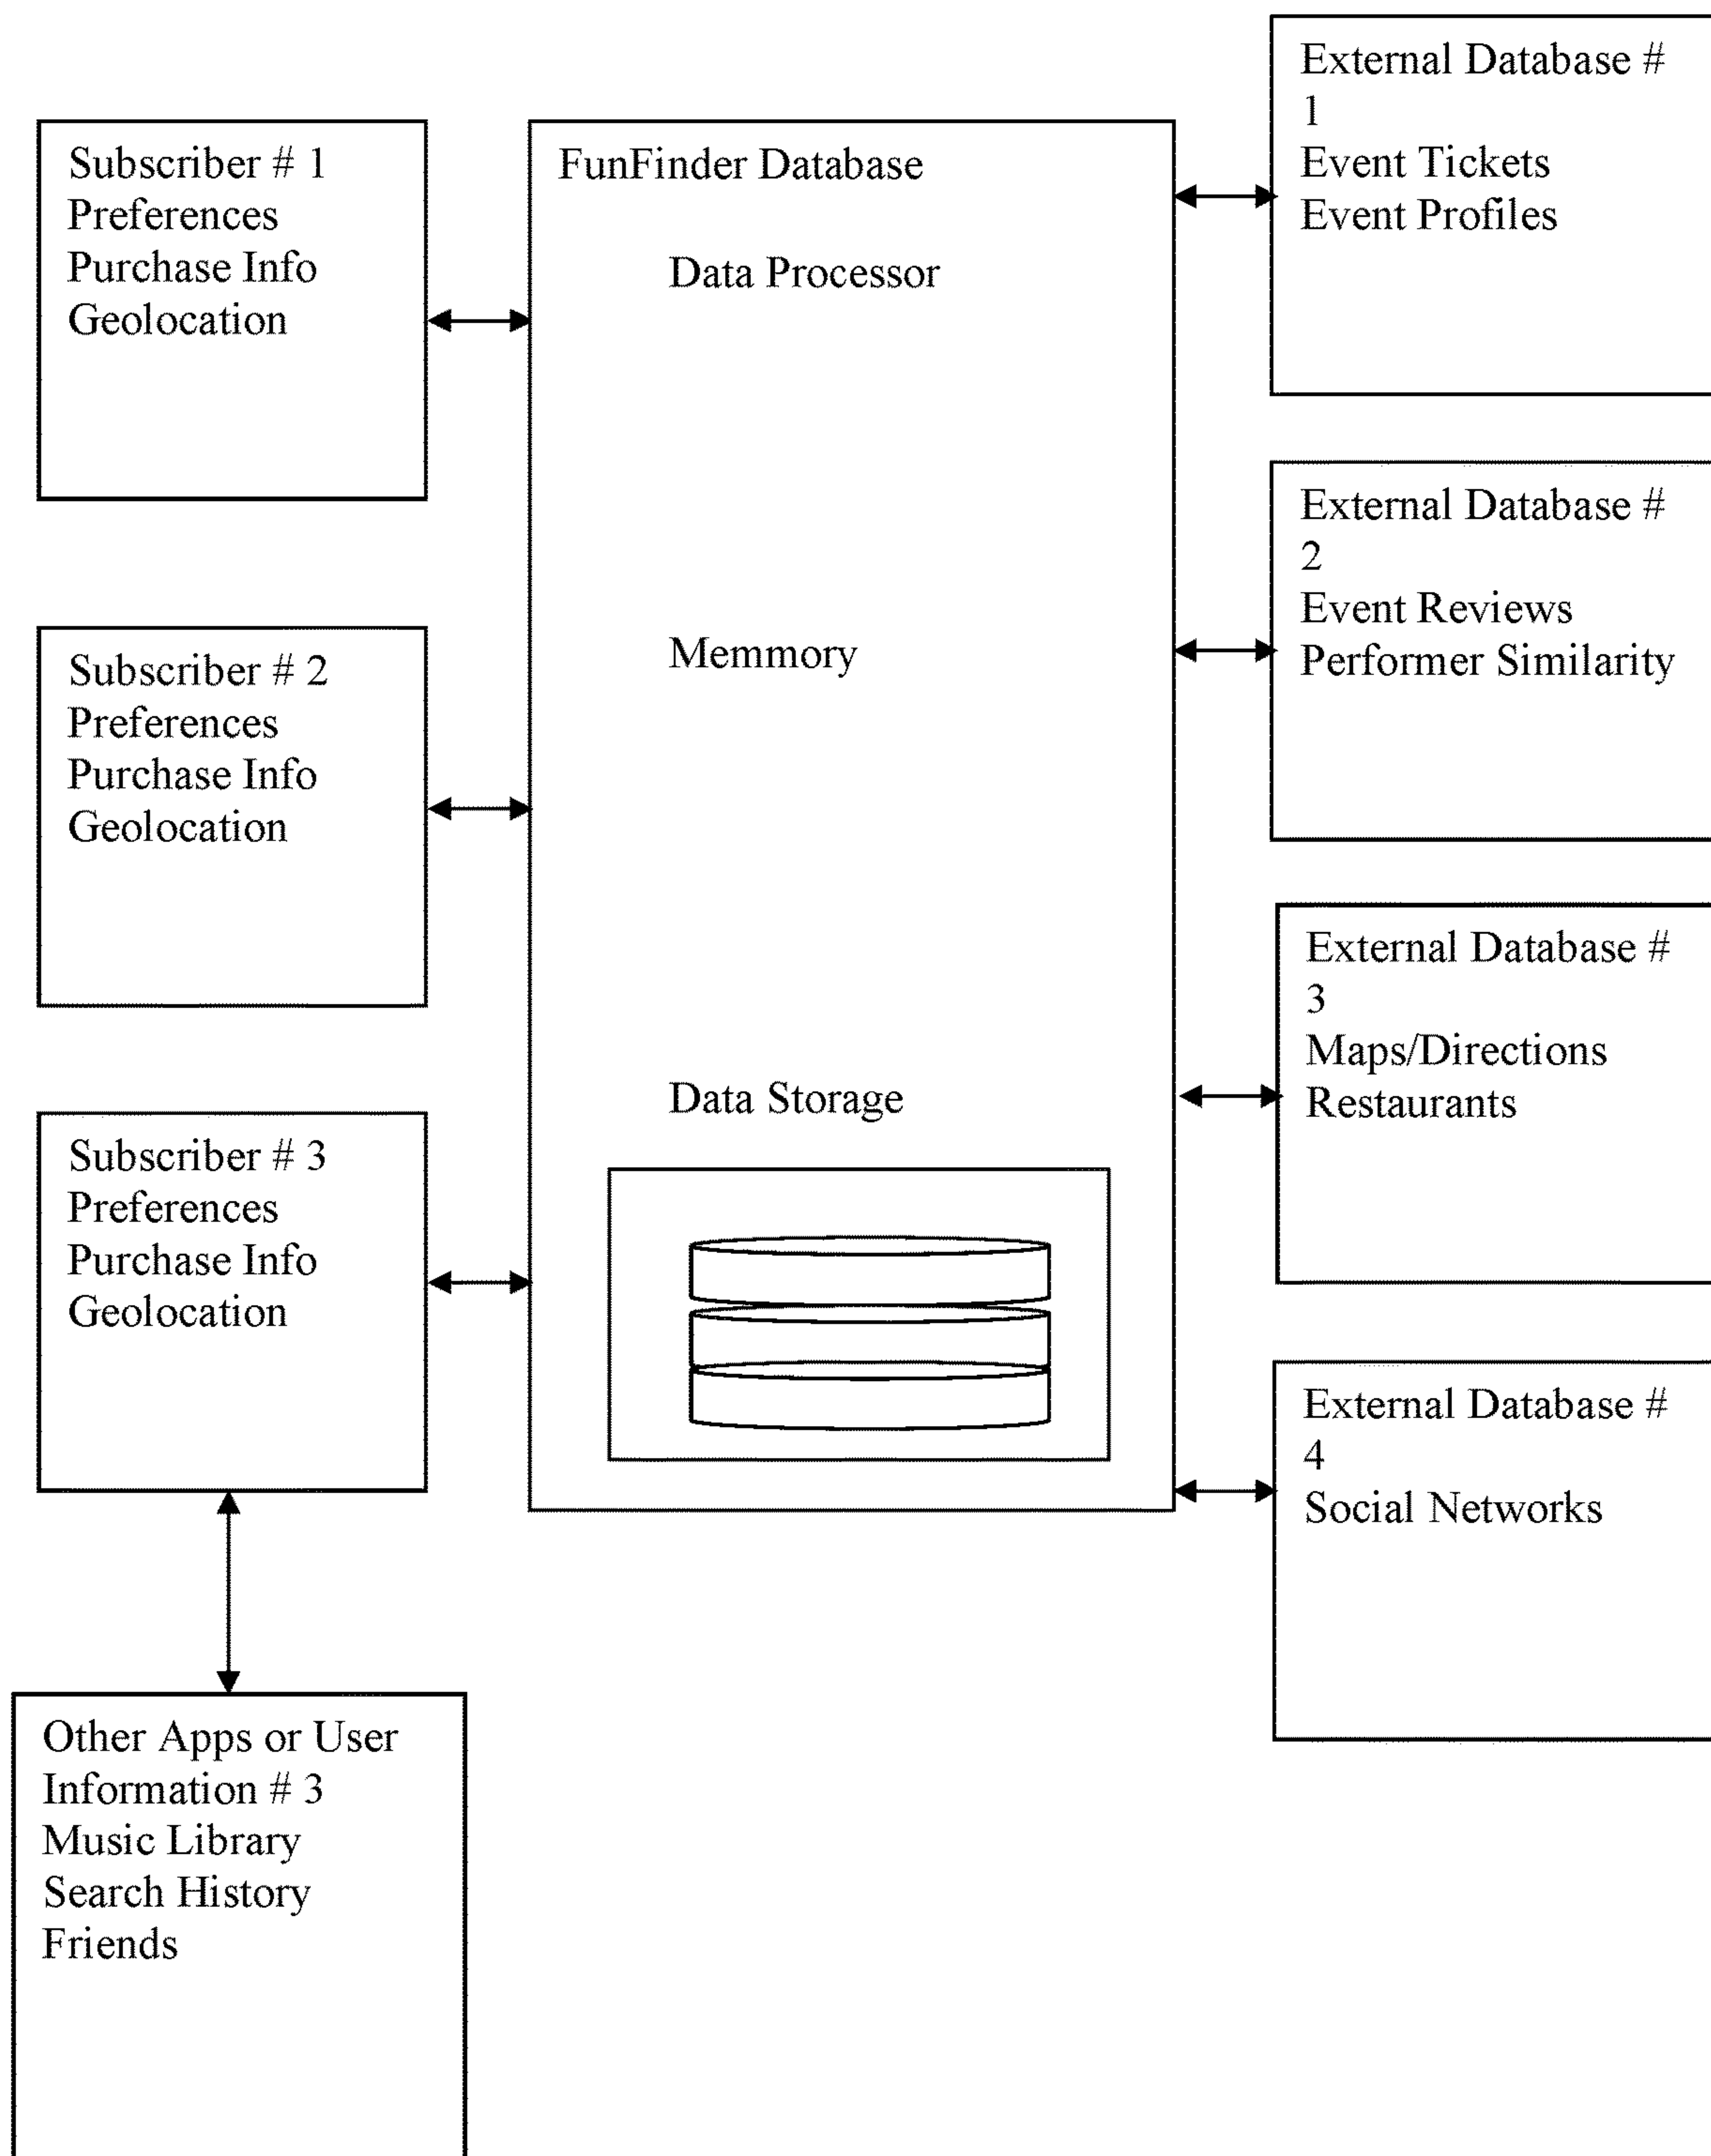 Subscriber # 1
Preferences
Purchase Info
Geolocation
Subscriber # 2
Preferences
Purchase Info
Geolocation
Subscriber # 3
Preferences
Purchase Info
Geolocation
Other Apps or User
Information # 3
Music Library
Search History
Friends
FunFinder Database
Data Processor
Memmory
Data Storage
External Database #
1
Event Tickets
Event Profiles
External Database #
2
Event Reviews
Performer Similarity
External Database #
3
Maps/Directions
Restaurants
External Database #
4
Social Networks